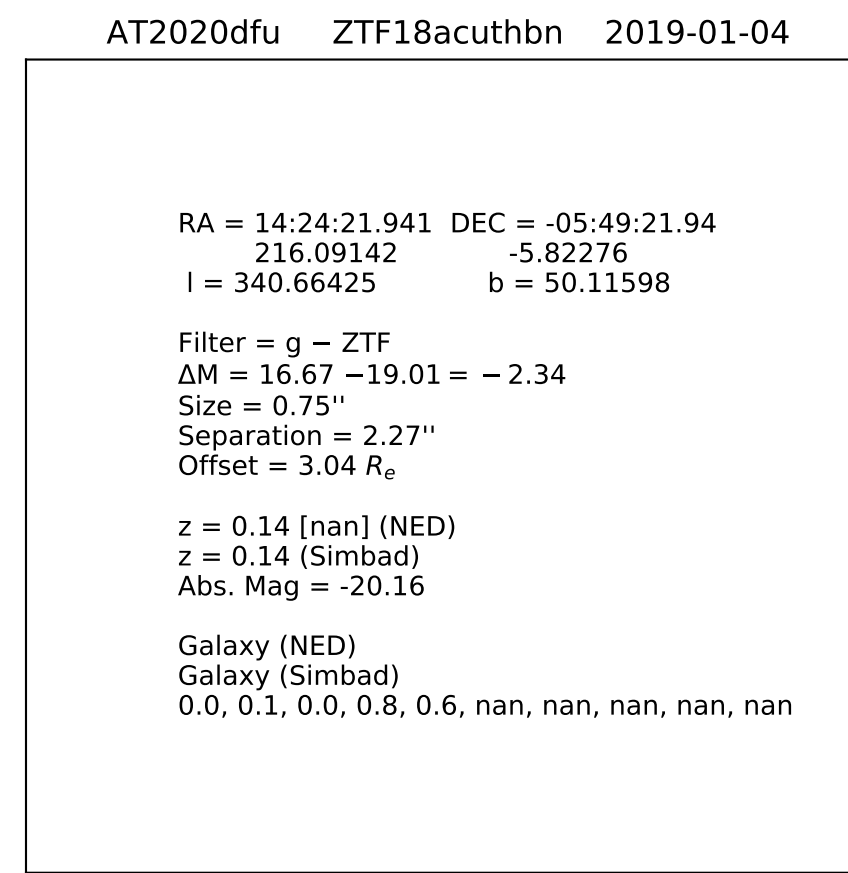 AT2020dfu ZTF18acuthbn 2019-01-04
RA = 14:24:21.941 DEC = -05:49:21.94
216.09142 -5.82276
l = 340.66425 b = 50.11598
Filter = g − ZTF
ΔM = 16.67 −19.01 = −2.34
Size = 0.75''
Separation = 2.27''
Offset = 3.04 Rₑ
z = 0.14 [nan] (NED)
z = 0.14 (Simbad)
Abs. Mag = -20.16
Galaxy (NED)
Galaxy (Simbad)
0.0, 0.1, 0.0, 0.8, 0.6, nan, nan, nan, nan, nan